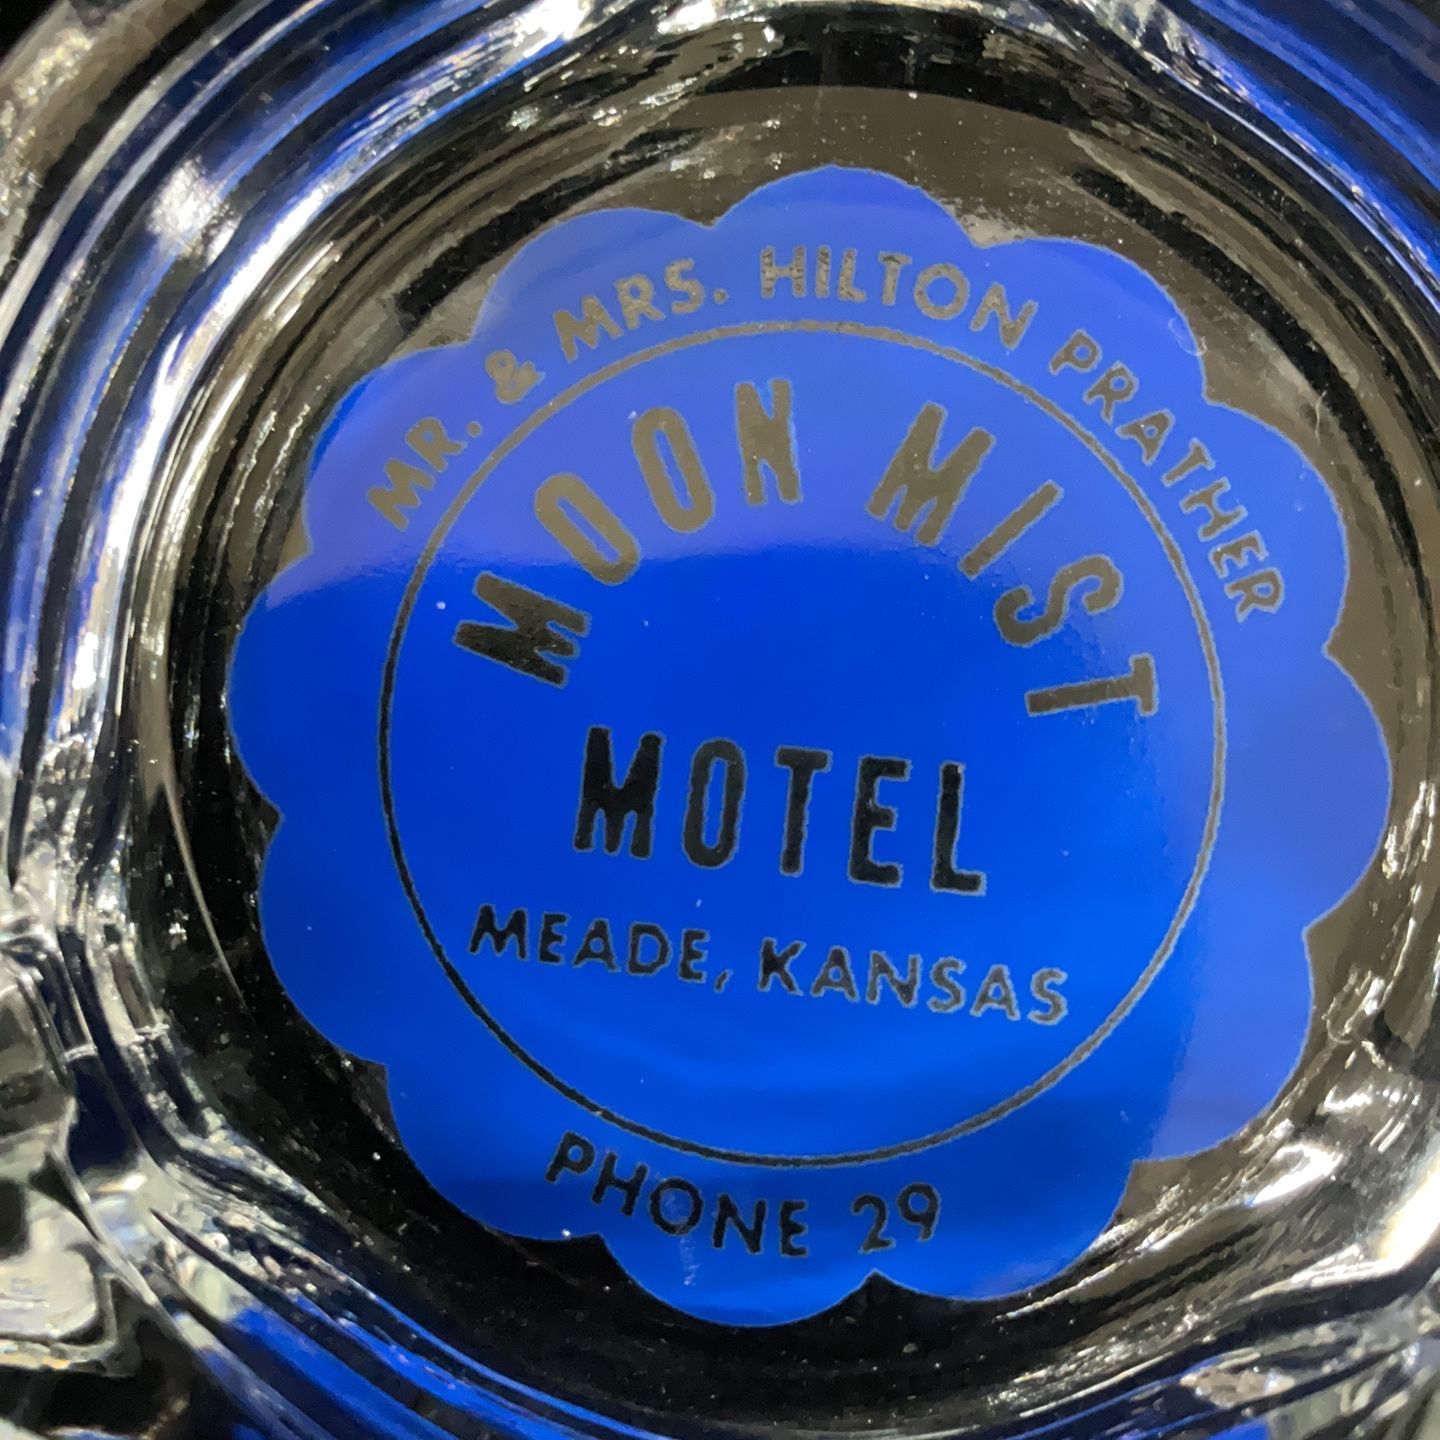 MR. & MRS. HILTON PRATHER
MOON MIST
MOTEL
MEADE, KANSAS
PHONE 29